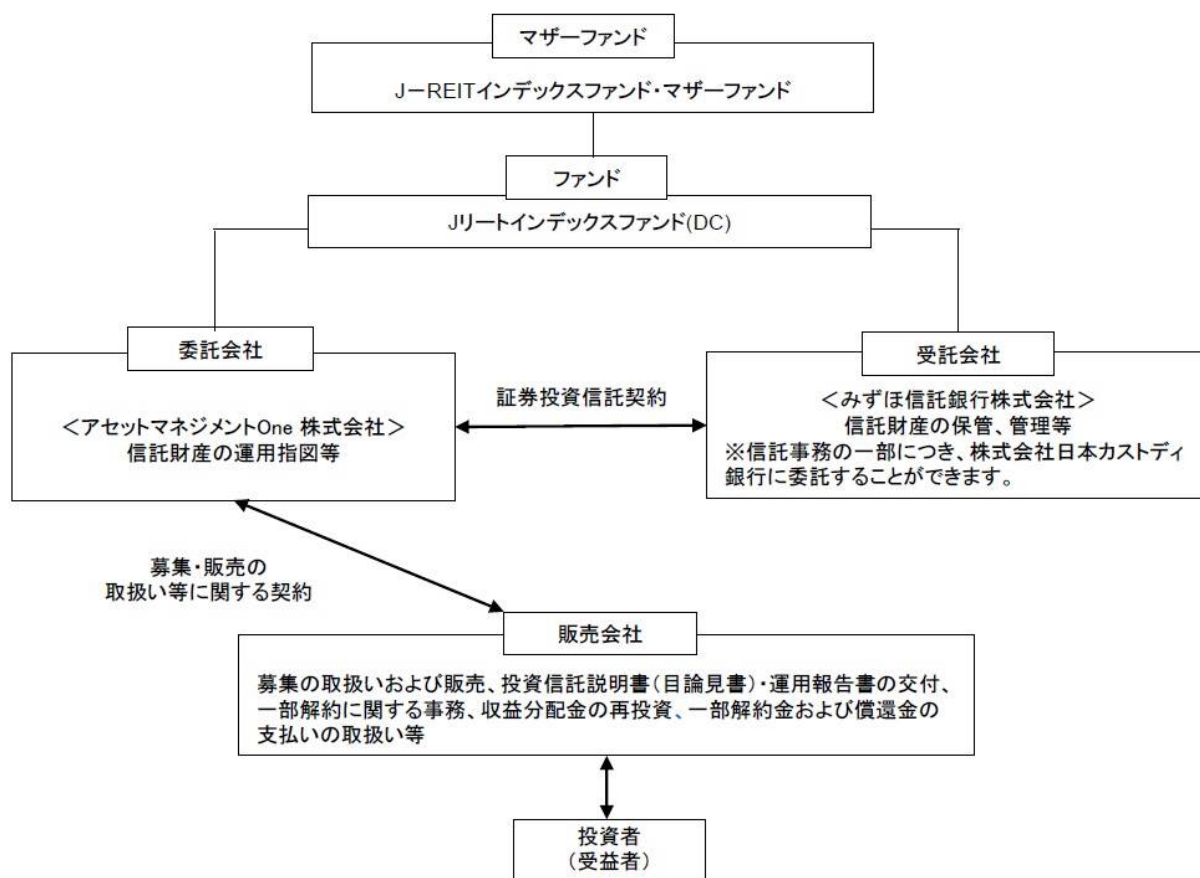 マザーファンド
J－REITインデックスファンド・マザーファンド
ファンド
Jリートインデックスファンド(DC)
委託会社
＜アセットマネジメントOne 株式会社＞
信託財産の運用指図等
証券投資信託契約
受託会社
＜みずほ信託銀行株式会社＞
信託財産の保管、管理等
※信託事務の一部につき、株式会社日本カストディ
銀行に委託することができます。
募集・販売の
取扱い等に関する契約
販売会社
募集の取扱いおよび販売、投資信託説明書（目論見書）・運用報告書の交付、
一部解約に関する事務、収益分配金の再投資、一部解約金および償還金の
支払いの取扱い等
投資者
（受益者）